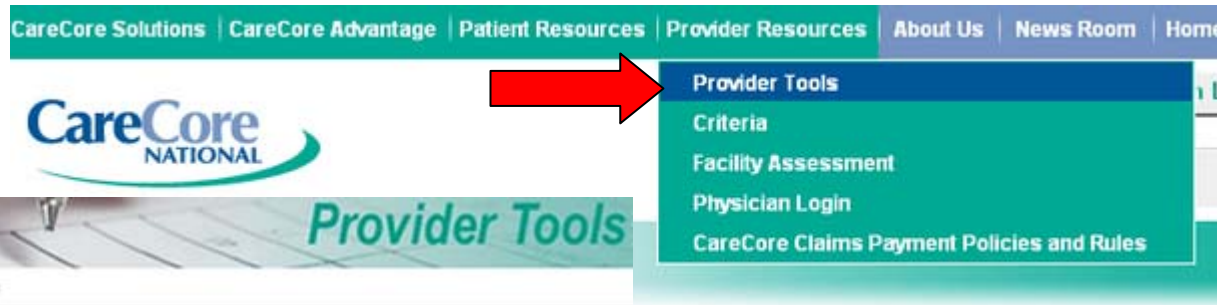 CareCore Solutions CareCore Advantage Patient Resources Provider Resources About Us News Room Home
Provider Tools
Criteria
Facility Assessment
Physician Login
CareCore Claims Payment Policies and Rules
CareCore
NATIONAL
Provider Tools